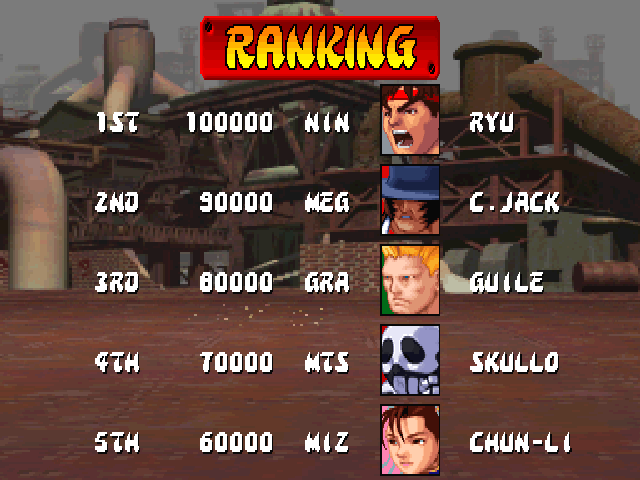 RANKING
1ST 100000 NIN RYU
2ND 90000 MEG C.JACK
3RD 80000 GRA GUILE
4TH 70000 MTS SKULLO
5TH 60000 MIZ CHUN-LI